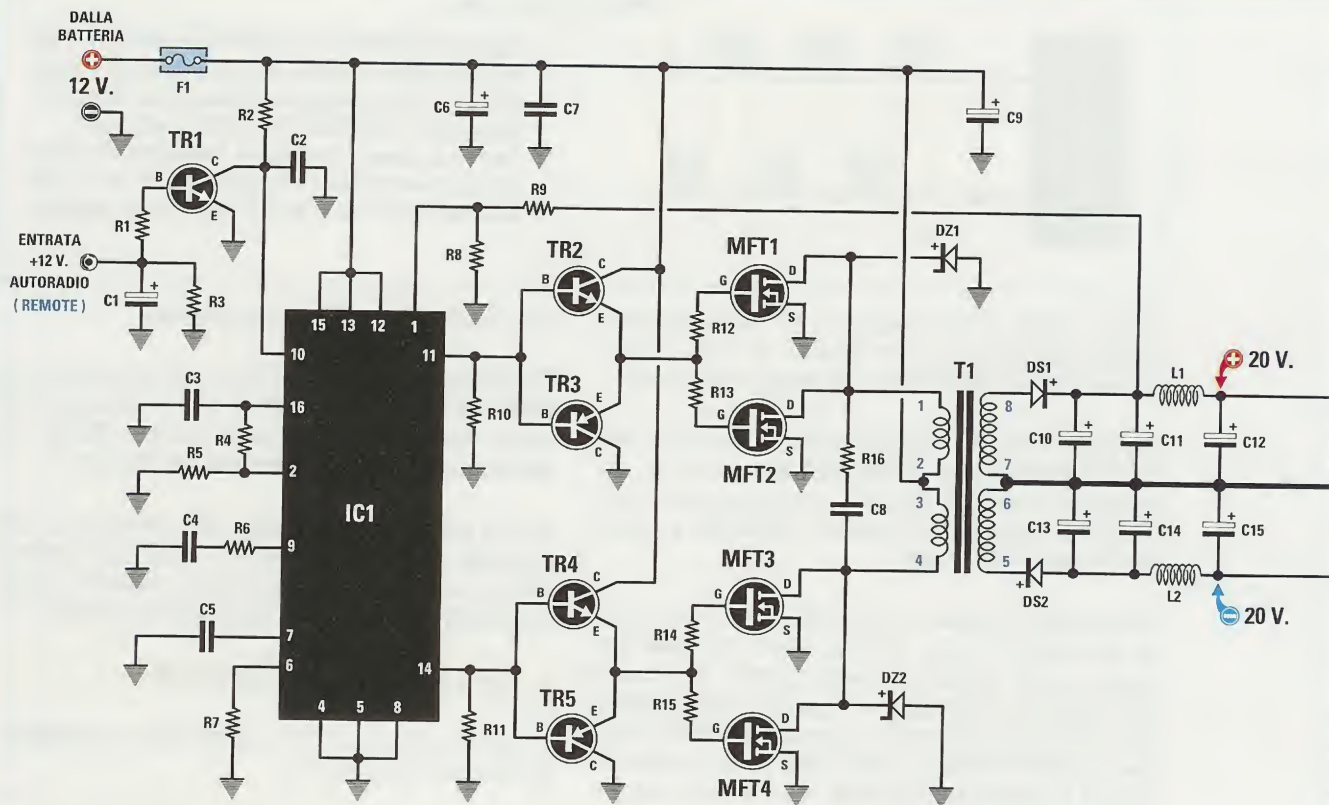 DALLA
BATTERIA
12 V.
F1
R2
C6
+
C7
C9
+
TR1
B
C
E
C2
R1
ENTRATA
+12 V.
AUTORADIO
(REMOTE)
C1
+
R3
R8
R9
TR2
B
C
E
TR3
B
E
C
R10
MFT1
G
D
S
R12
R13
MFT2
G
D
S
DZ1
+
15
13
12
1
10
11
16
2
9
7
6
14
4
5
8
IC1
C3
R4
R5
C4
R6
C5
R7
R11
TR4
B
C
E
TR5
B
E
C
R14
R15
MFT3
G
D
S
MFT4
G
D
S
R16
C8
DZ2
+
T1
1
2
3
4
8
7
6
5
DS1
+
DS2
+
C10
+
C11
+
C12
+
C13
+
C14
+
C15
+
L1
L2
+ 20 V.
- 20 V.